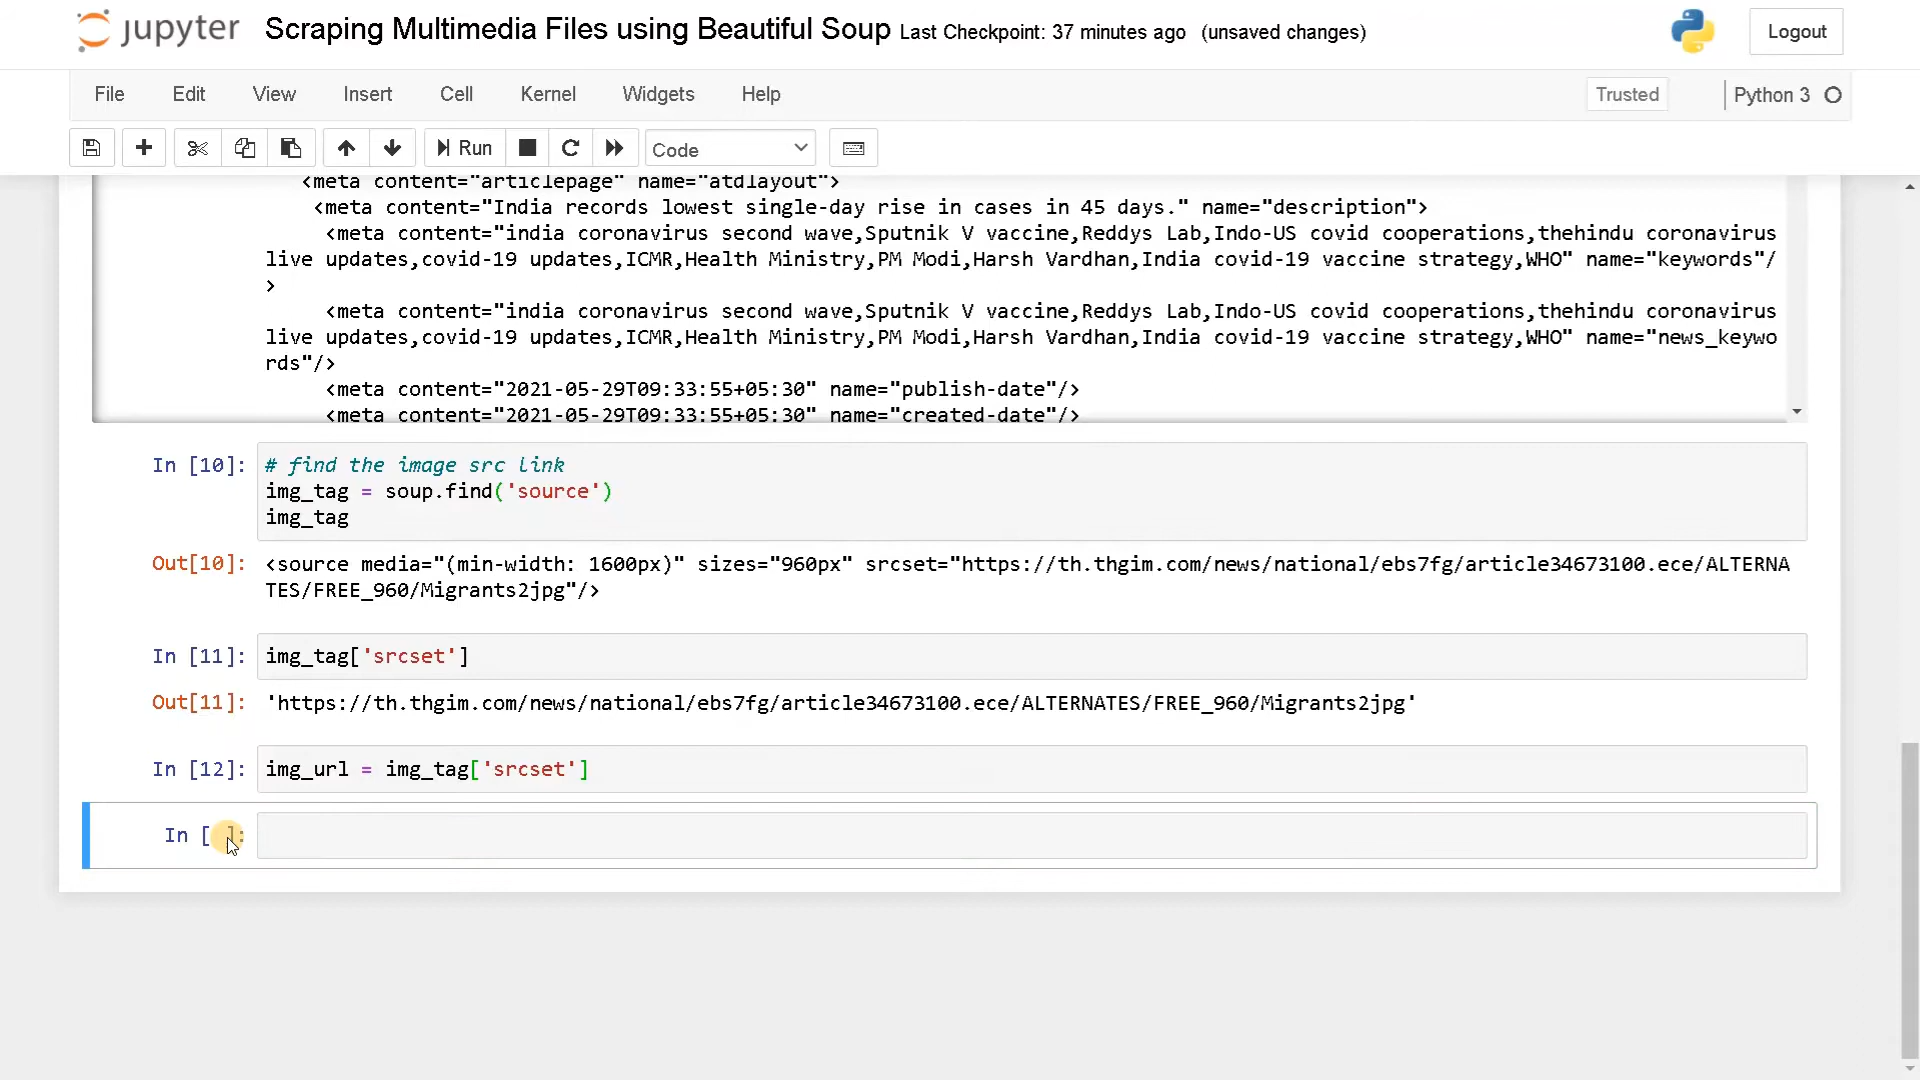 jupyter Scraping Multimedia Files using Beautiful Soup Last Checkpoint: 37 minutes ago (unsaved changes) Logout
File Edit View Insert Cell Kernel Widgets Help Trusted Python 3
Run Code
<meta content="articlepage" name="atdlayout">
<meta content="India records lowest single-day rise in cases in 45 days." name="description">
<meta content="india coronavirus second wave,Sputnik V vaccine,Reddys Lab,Indo-US covid cooperations,thehindu coronavirus
live updates,covid-19 updates,ICMR,Health Ministry,PM Modi,Harsh Vardhan,India covid-19 vaccine strategy,WHO" name="keywords"/
>
<meta content="india coronavirus second wave,Sputnik V vaccine,Reddys Lab,Indo-US covid cooperations,thehindu coronavirus
live updates,covid-19 updates,ICMR,Health Ministry,PM Modi,Harsh Vardhan,India covid-19 vaccine strategy,WHO" name="news_keywo
rds"/>
<meta content="2021-05-29T09:33:55+05:30" name="publish-date"/>
<meta content="2021-05-29T09:33:55+05:30" name="created-date"/>
In [10]: # find the image src link
img_tag = soup.find('source')
img_tag
Out[10]: <source media="(min-width: 1600px)" sizes="960px" srcset="https://th.thgim.com/news/national/ebs7fg/article34673100.ece/ALTERNA
TES/FREE_960/Migrants2jpg"/>
In [11]: img_tag['srcset']
Out[11]: 'https://th.thgim.com/news/national/ebs7fg/article34673100.ece/ALTERNATES/FREE_960/Migrants2jpg'
In [12]: img_url = img_tag['srcset']
In [ ]: